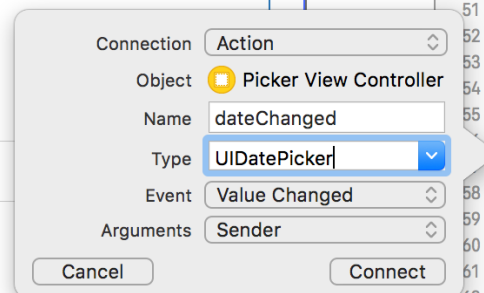 51
Connection Action
52
53
Object Picker View Controller
54
Name dateChanged
55
Type UIDatePicker
Event Value Changed
58
59
Arguments Sender
60
Cancel Connect
61